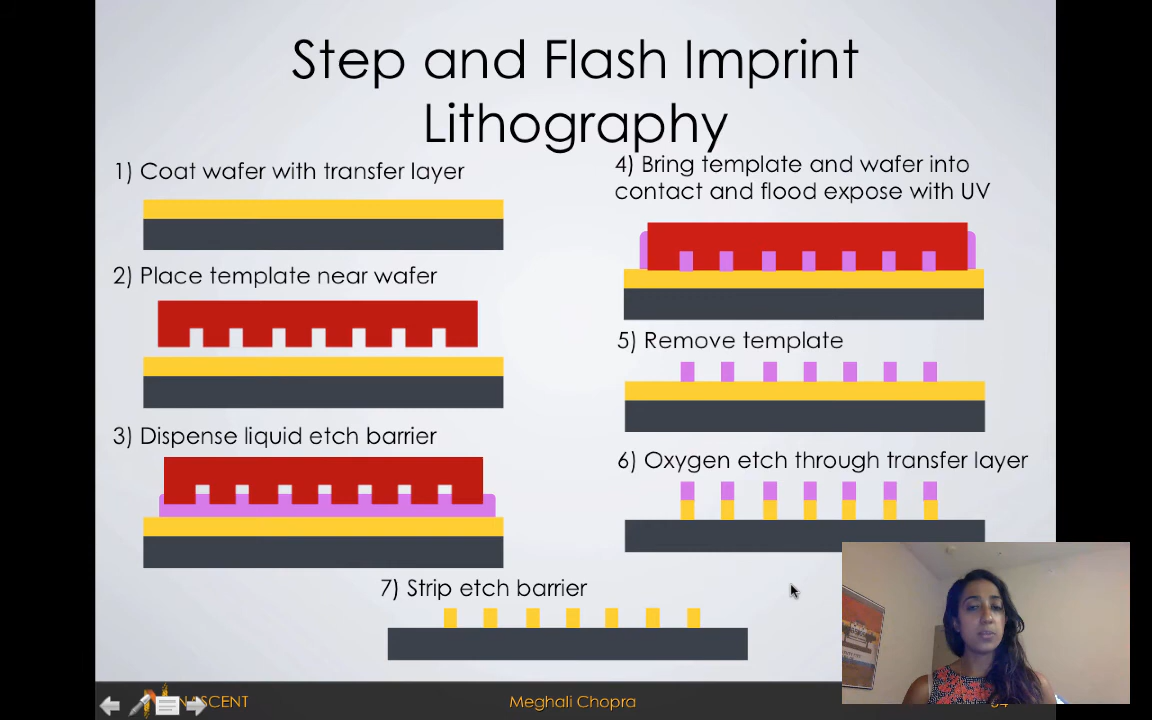 Step and Flash Imprint
Lithography
1) Coat wafer with transfer layer
2) Place template near wafer
3) Dispense liquid etch barrier
4) Bring template and wafer into
contact and flood expose with UV
5) Remove template
6) Oxygen etch through transfer layer
7) Strip etch barrier
Meghali Chopra